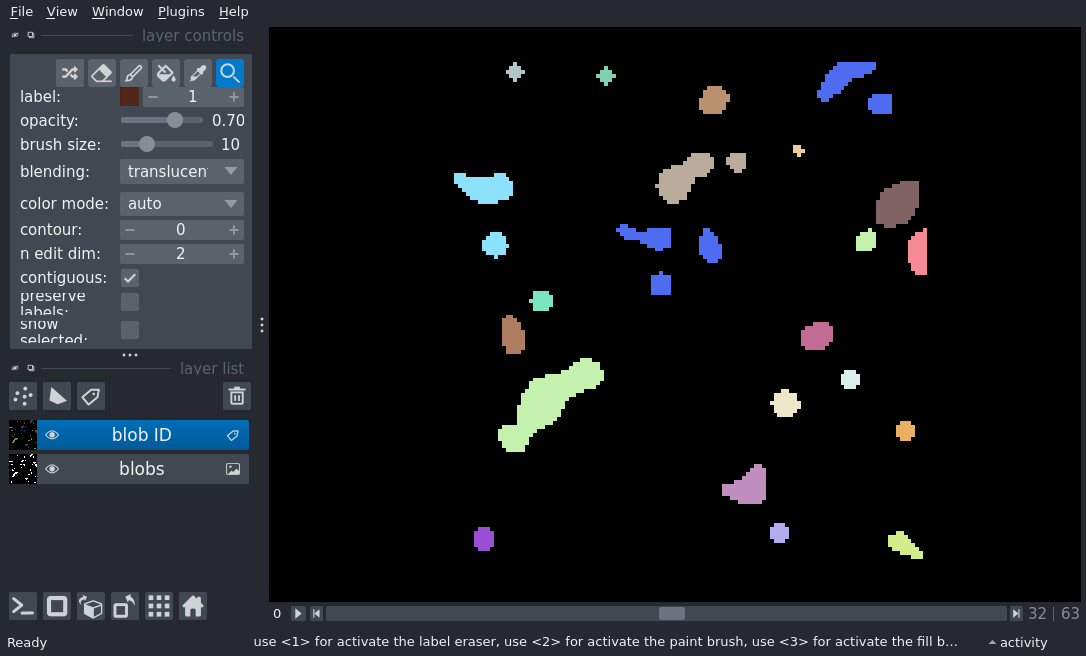 File View Window Plugins Help
layer controls
label: 1
opacity: 0.70
brush size: 10
blending: translucen
color mode: auto
contour: 0
n edit dim: 2
contiguous:
preserve
labels:
show
selected:
layer list
blob ID
blobs
0 32 | 63
Ready use <1> for activate the label eraser, use <2> for activate the paint brush, use <3> for activate the fill b... activity